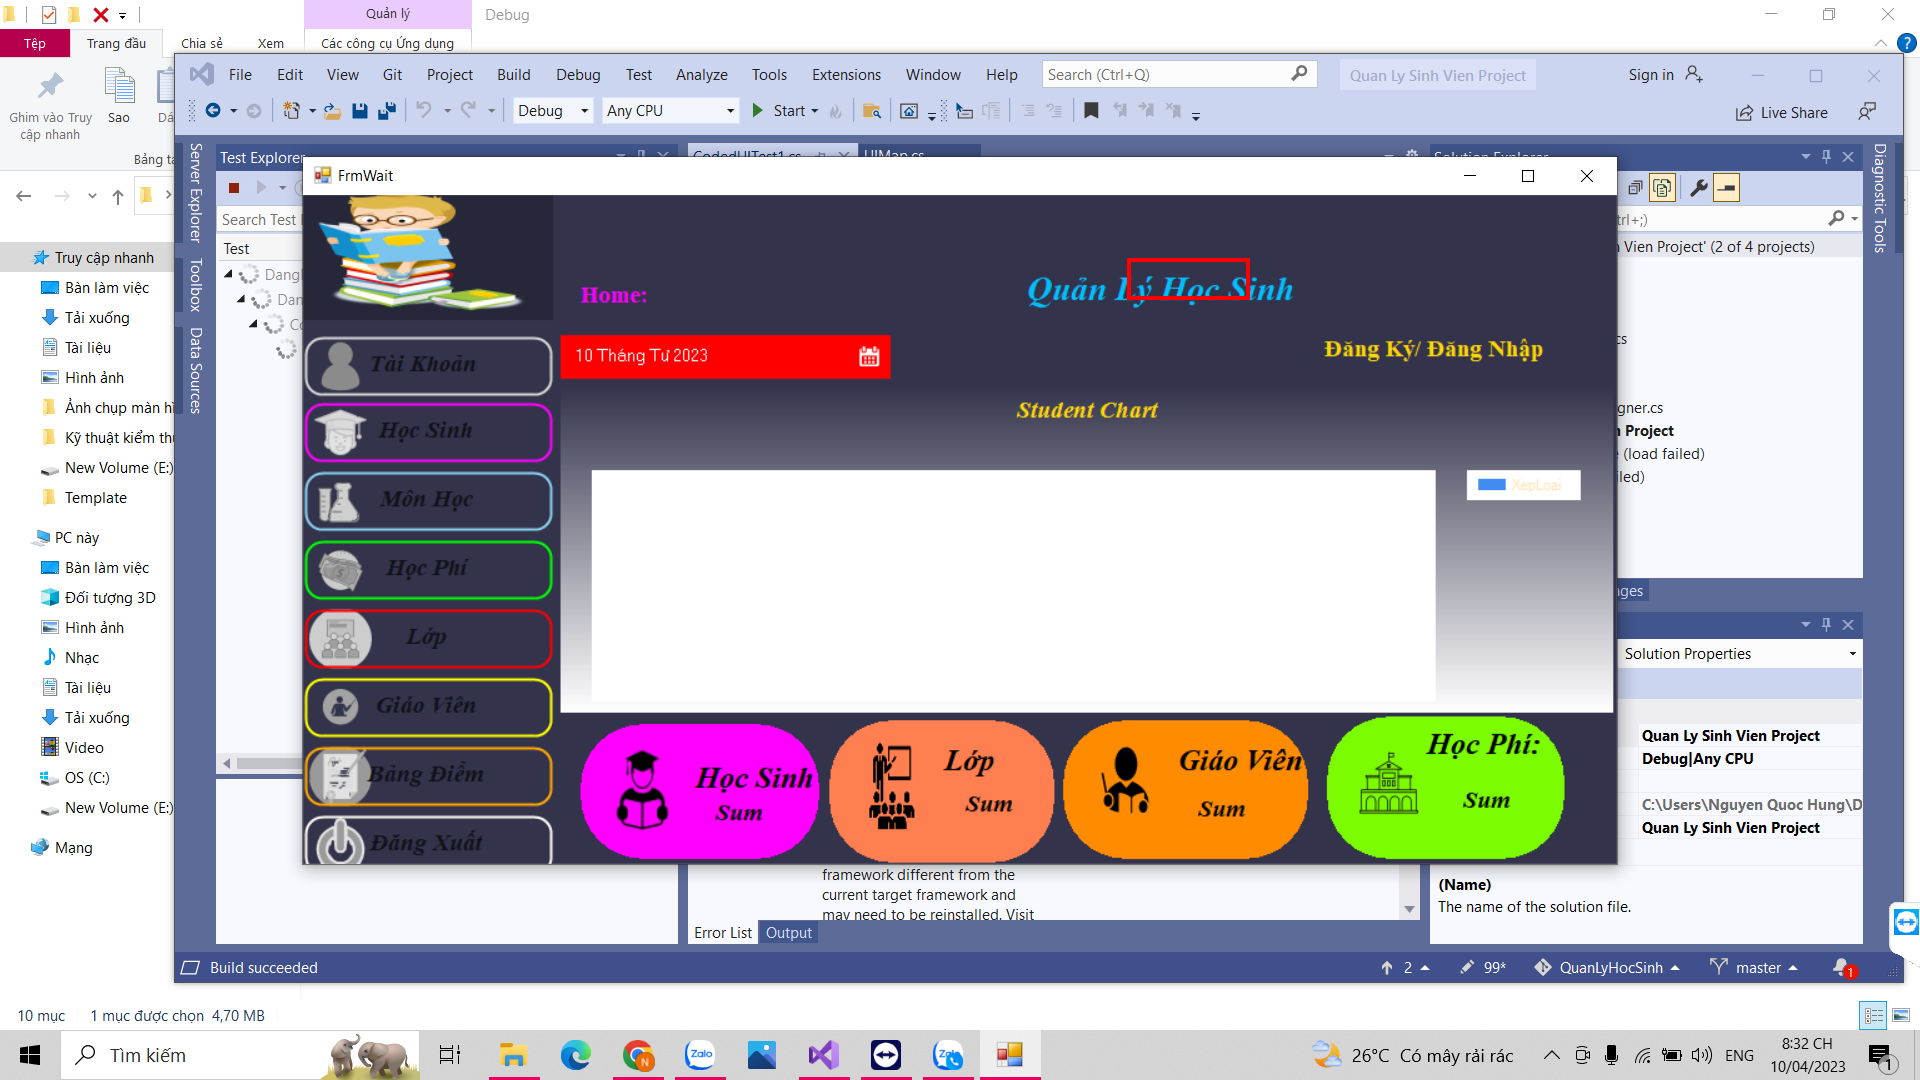 Quản lý
Debug
Tệp
Trang đầu
Chia sẻ
Xem
Các công cụ Ứng dụng
Ghim vào Truy cập nhanh
Sao
File Edit View Git Project Build Debug Test Analyze Tools Extensions Window Help
Search (Ctrl+Q)
Quan Ly Sinh Vien Project
Sign in
Debug
Any CPU
Start
Live Share
Server Explorer
Toolbox
Data Sources
Test Explorer
CodedUITest1.cs
UIMap.cs
Solution Explorer
Diagnostic Tools
Search Test
Test
FrmWait
Home:
Quản Lý Học Sinh
10 Tháng Tư 2023
Đăng Ký/ Đăng Nhập
Student Chart
XepLoai
Tài Khoản
Học Sinh
Môn Học
Học Phí
Lớp
Giáo Viên
Bảng Điểm
Đăng Xuất
Học Sinh
Sum
Lớp
Sum
Giáo Viên
Sum
Học Phí:
Sum
Vien Project' (2 of 4 projects)
Project
(load failed)
Solution Properties
Quan Ly Sinh Vien Project
Debug|Any CPU
C:\Users\Nguyen Quoc Hung\D
Quan Ly Sinh Vien Project
(Name)
The name of the solution file.
framework different from the
current target framework and
may need to be reinstalled. Visit
Error List
Output
Build succeeded
2
99*
QuanLyHocSinh
master
1
Truy cập nhanh
Bàn làm việc
Tải xuống
Tài liệu
Hình ảnh
Ảnh chụp màn hì
Kỹ thuật kiểm th
New Volume (E:)
Template
PC này
Bàn làm việc
Đối tượng 3D
Hình ảnh
Nhạc
Tài liệu
Tải xuống
Video
OS (C:)
New Volume (E:)
Mạng
10 mục
1 mục được chọn 4,70 MB
Tìm kiếm
Zalo
26°C Có mây rải rác
ENG
8:32 CH
10/04/2023
1